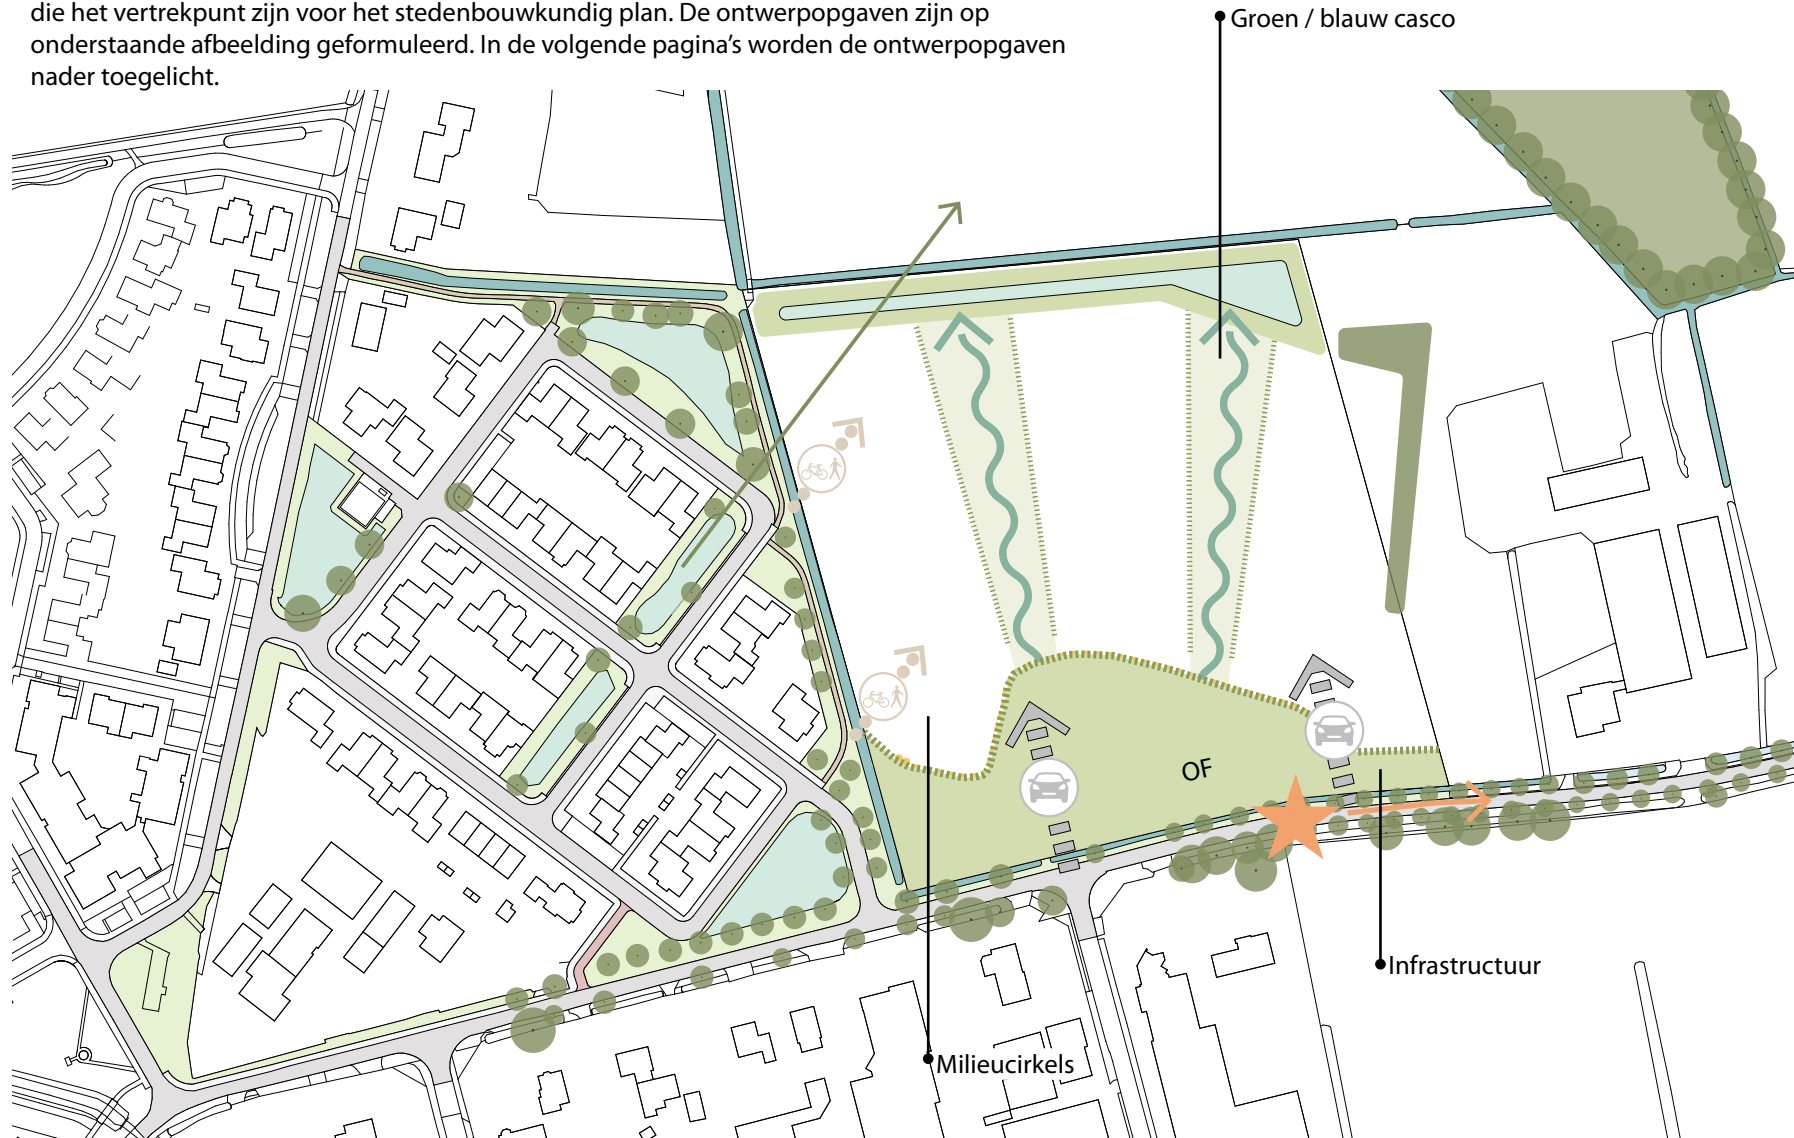 die het vertrekpunt zijn voor het stedenbouwkundig plan. De ontwerpopgaven zijn op
onderstaande afbeelding geformuleerd. In de volgende pagina's worden de ontwerpopgaven
nader toegelicht.
Groen / blauw casco
OF
Infrastructuur
Milieucirkels